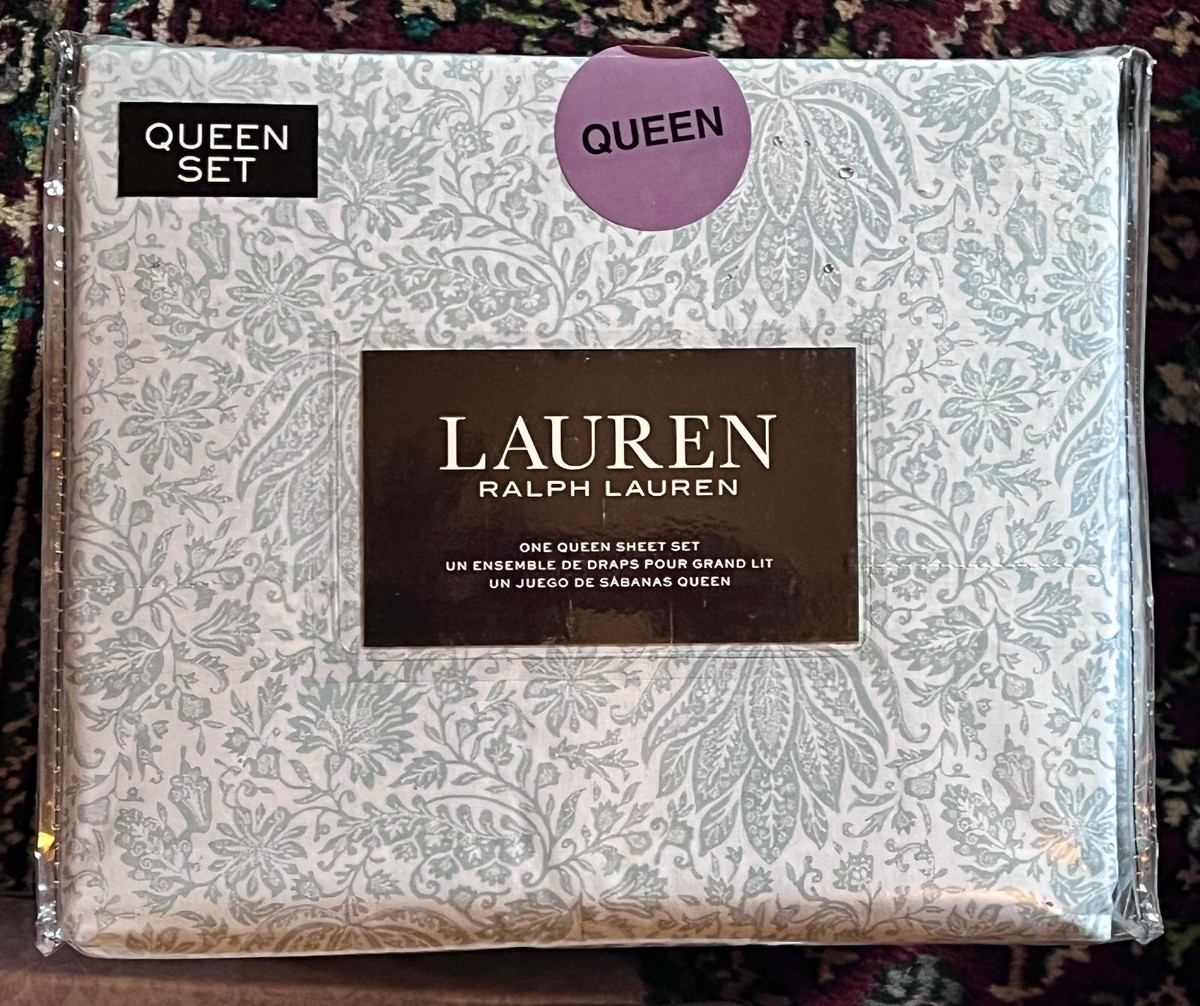 QUEEN
SET
QUEEN
LAUREN
RALPH LAUREN
ONE QUEEN SHEET SET
UN ENSEMBLE DE DRAPS POUR GRAND LIT
UN JUEGO DE SÁBANAS QUEEN